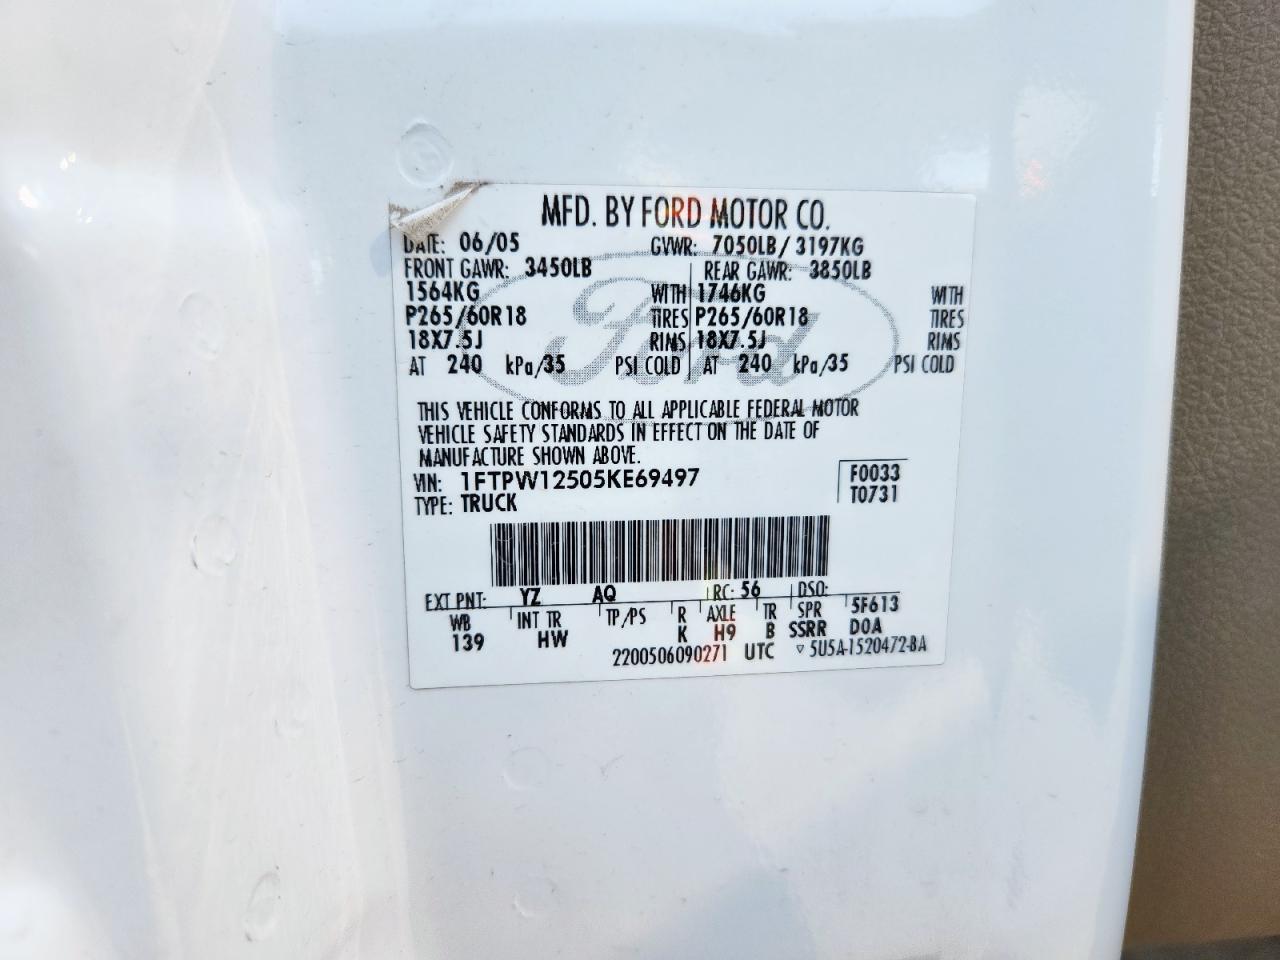 MFD. BY FORD MOTOR CO.
DATE: 06/05 GVWR: 7050LB/ 3197KG
FRONT GAWR: 3450LB REAR GAWR: 3850LB
1564KG WITH 1746KG WITH
P265/60R18 TIRES P265/60R18 TIRES
18X7.5J RIMS 18X7.5J RIMS
AT 240 kPa/35 PSI COLD AT 240 kPa/35 PSI COLD
Ford
THIS VEHICLE CONFORMS TO ALL APPLICABLE FEDERAL MOTOR
VEHICLE SAFETY STANDARDS IN EFFECT ON THE DATE OF
MANUFACTURE SHOWN ABOVE.
VIN: 1FTPW12505KE69497 F0033
TYPE: TRUCK T0731
EXT PNT: YZ AQ RC: 56 DSO:
WB INT TR TP/PS R AXLE TR SPR 5F613
139 HW K H9 B SSRR D0A
2200506090271 UTC ▽ 5U5A-1520472-BA